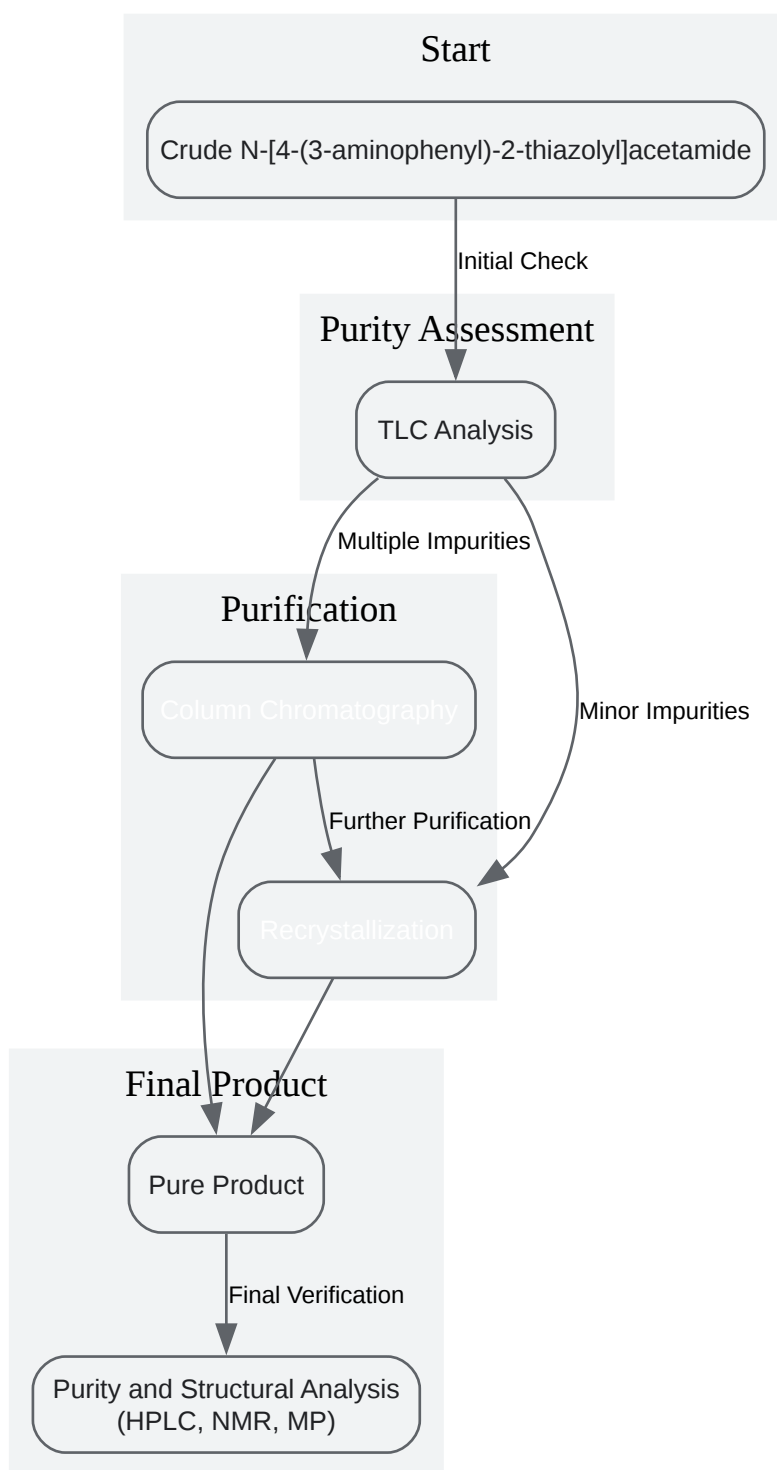 Start
Crude N-[4-(3-aminophenyl)-2-thiazolyl]acetamide
Initial Check
Purity Assessment
TLC Analysis
Multiple Impurities
Purification
Column Chromatography
Minor Impurities
Further Purification
Recrystallization
Final Product
Pure Product
Final Verification
Purity and Structural Analysis
(HPLC, NMR, MP)